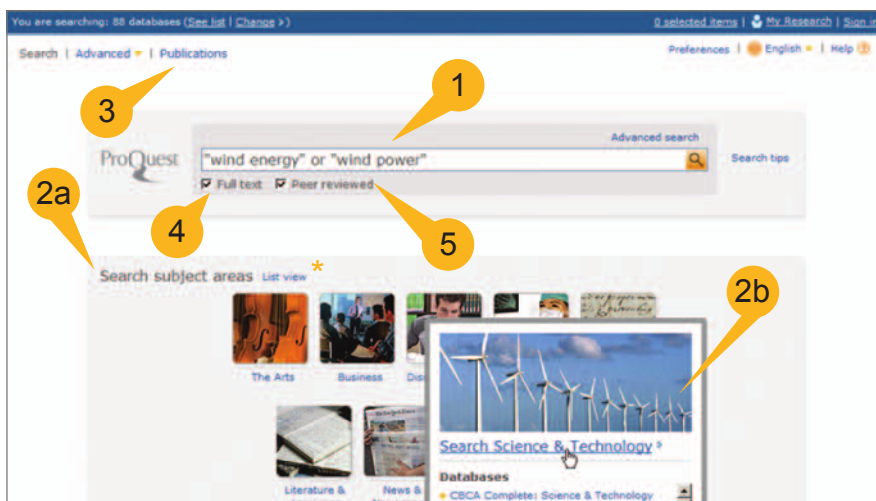 You are searching: 88 databases (See list | Change >)
0 selected items | My Research | Sign in
Search | Advanced | Publications
Preferences | English | Help ?
3
1
Advanced search
ProQuest
"wind energy" or "wind power"
Search tips
Full text Peer reviewed
2a
4
5
Search subject areas List view *
2b
The Arts Business
Search Science & Technology >
Databases
CBCA Complete: Science & Technology
Literature & News &